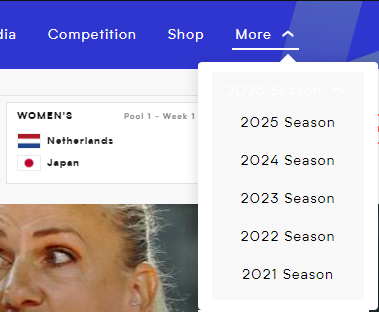 dia Competition Shop More
2025 Season
WOMEN'S Pool 1 - Week 1
Netherlands
Japan
2025 Season
2024 Season
2023 Season
2022 Season
2021 Season